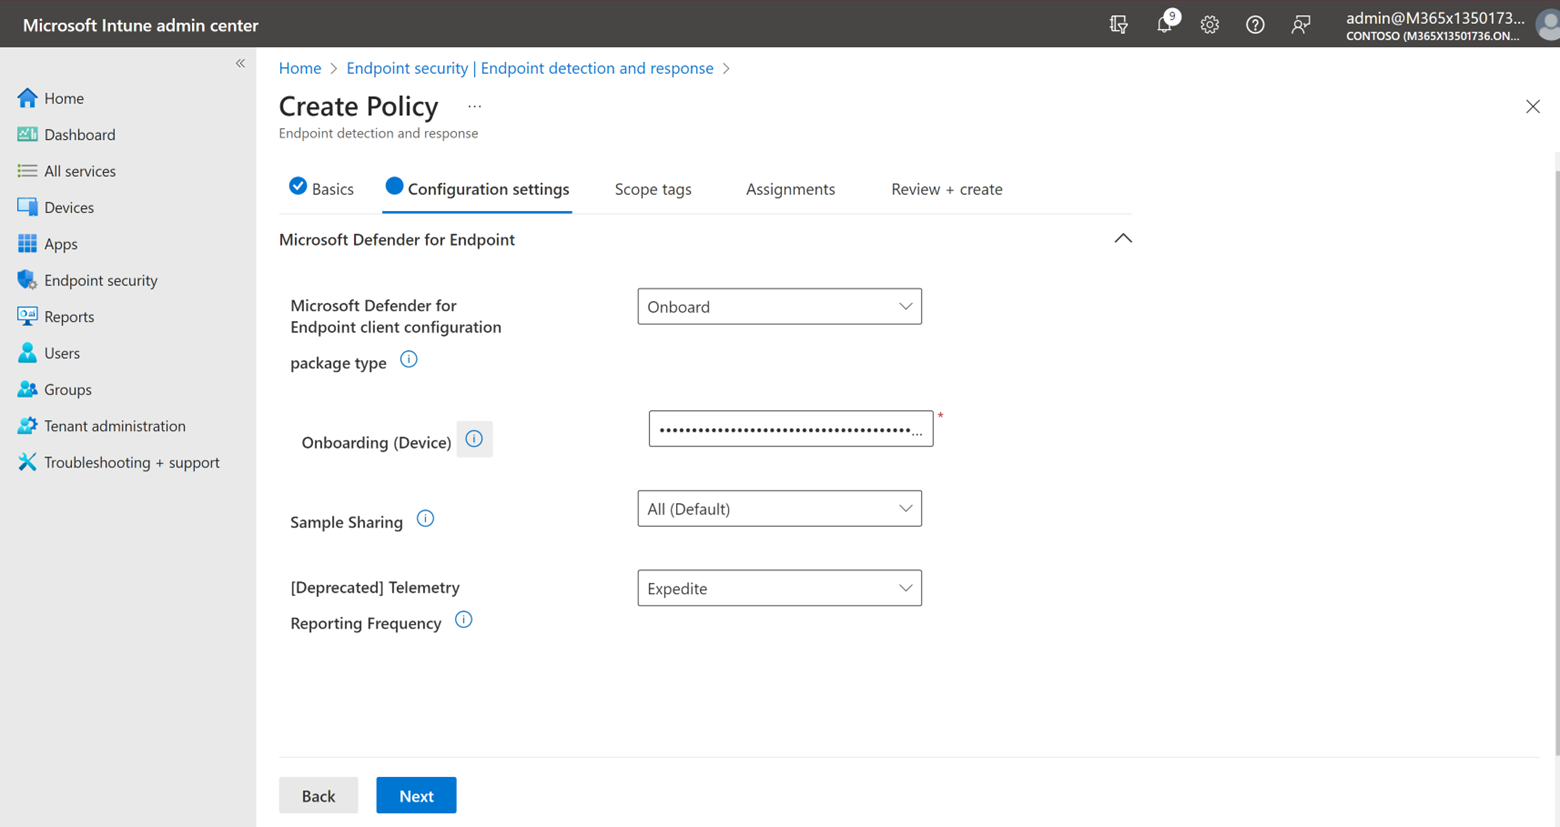 Microsoft Intune admin center
9
admin@M365x1350173...
CONTOSO (M365X13501736.ON...
Home
Dashboard
All services
Devices
Apps
Endpoint security
Reports
Users
Groups
Tenant administration
Troubleshooting + support
Home > Endpoint security | Endpoint detection and response >
Create Policy ...
Endpoint detection and response
Basics Configuration settings Scope tags Assignments Review + create
Microsoft Defender for Endpoint
Microsoft Defender for
Endpoint client configuration
package type
Onboard
Onboarding (Device)
*
Sample Sharing
All (Default)
[Deprecated] Telemetry
Reporting Frequency
Expedite
Back Next